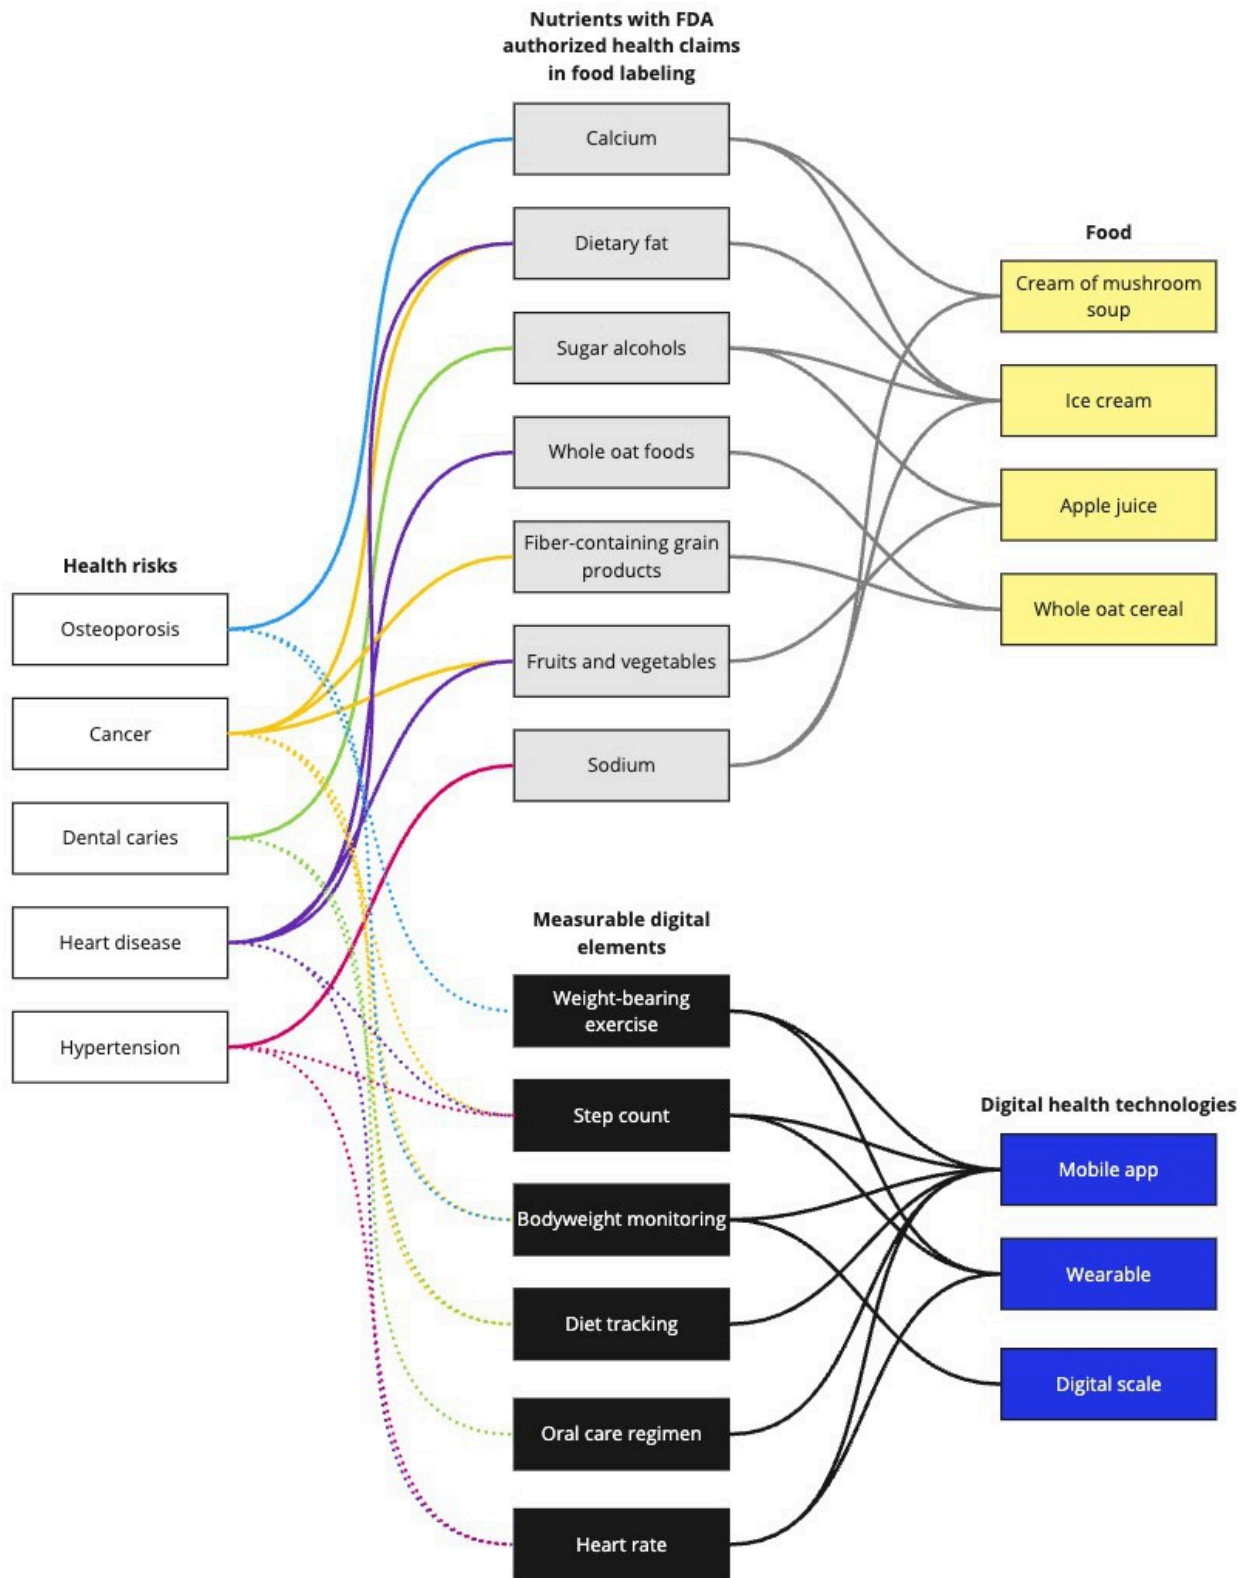 Nutrients with FDA
authorized health claims
in food labeling
Calcium
Dietary fat
Sugar alcohols
Whole oat foods
Fiber-containing grain
products
Fruits and vegetables
Sodium
Food
Cream of mushroom
soup
Ice cream
Apple juice
Whole oat cereal
Health risks
Osteoporosis
Cancer
Dental caries
Heart disease
Hypertension
Measurable digital
elements
Weight-bearing
exercise
Step count
Bodyweight monitoring
Diet tracking
Oral care regimen
Heart rate
Digital health technologies
Mobile app
Wearable
Digital scale